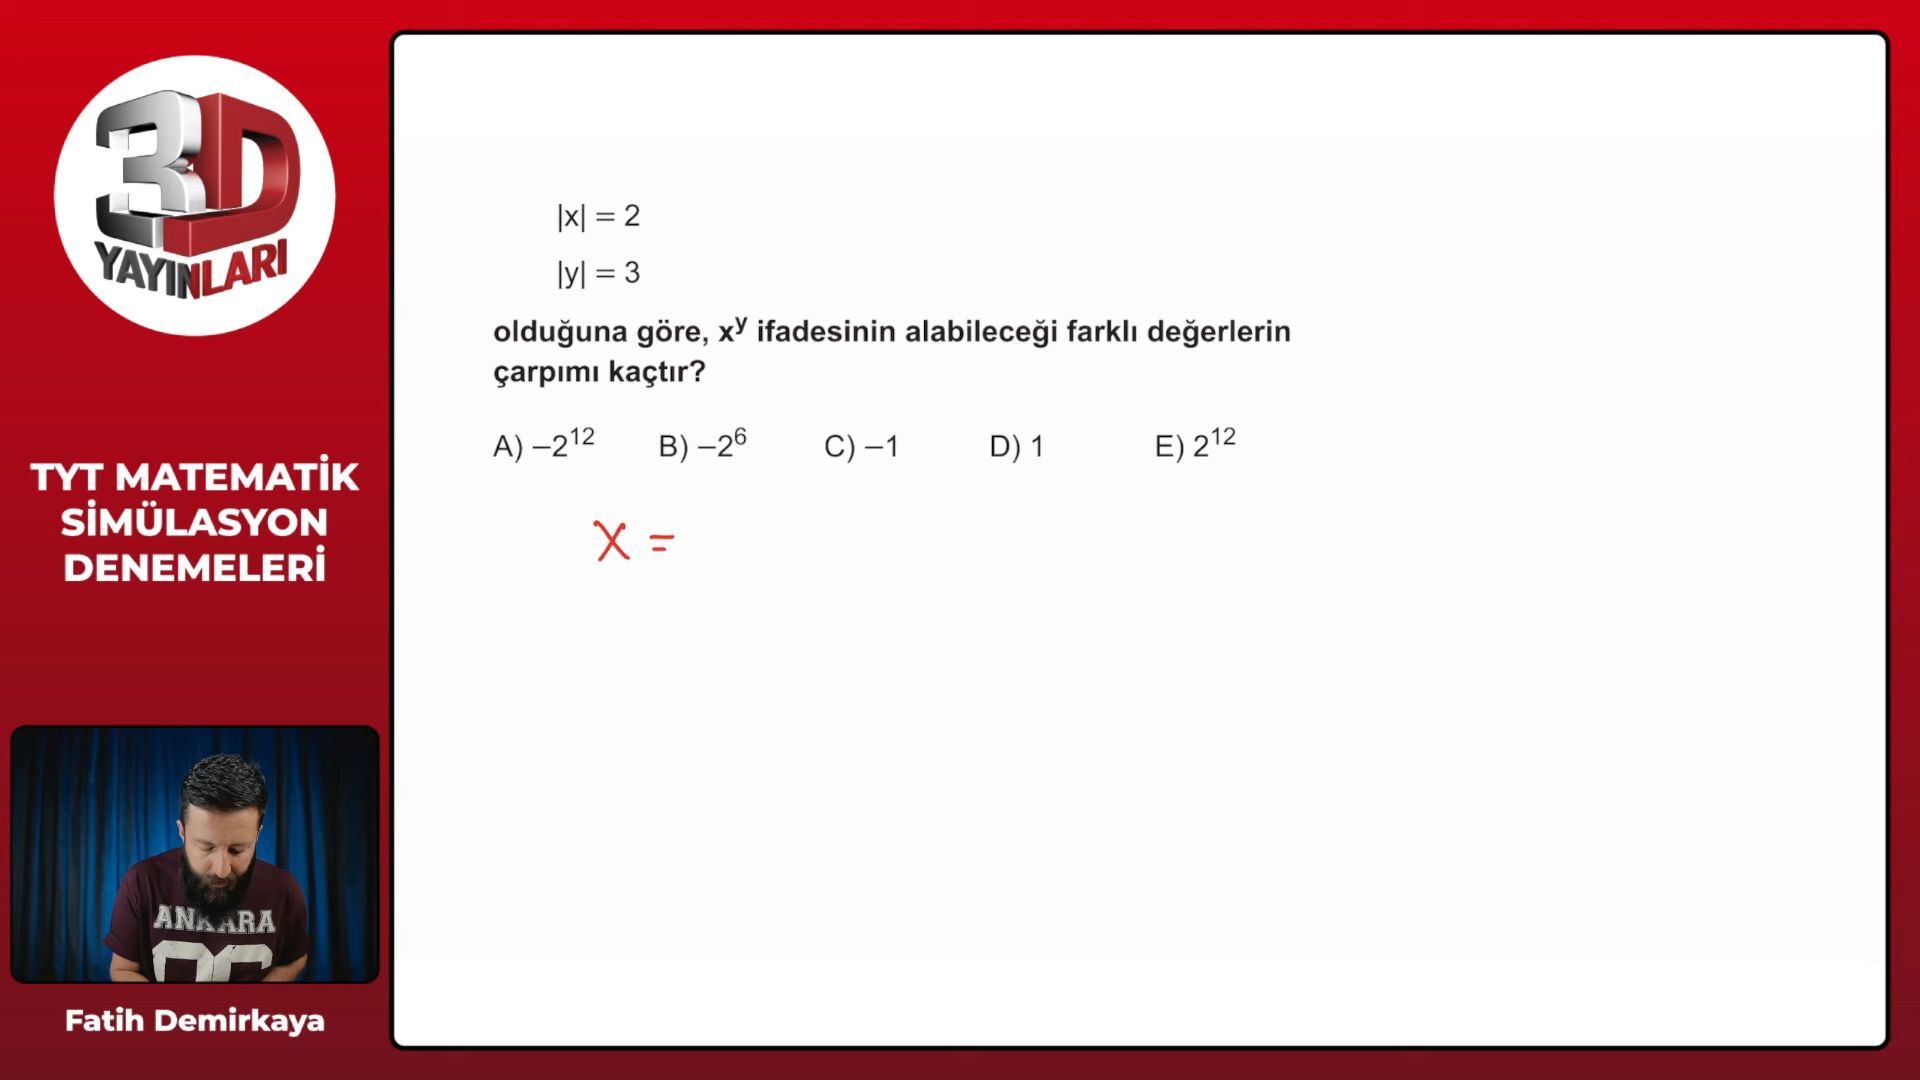 3D
YAYINLARI
TYT MATEMATİK
SİMÜLASYON
DENEMELERİ
ANKARA
Fatih Demirkaya
|x| = 2
|y| = 3
olduğuna göre, x^y ifadesinin alabileceği farklı değerlerin
çarpımı kaçtır?
A) –2^12 B) –2^6 C) –1 D) 1 E) 2^12
x =